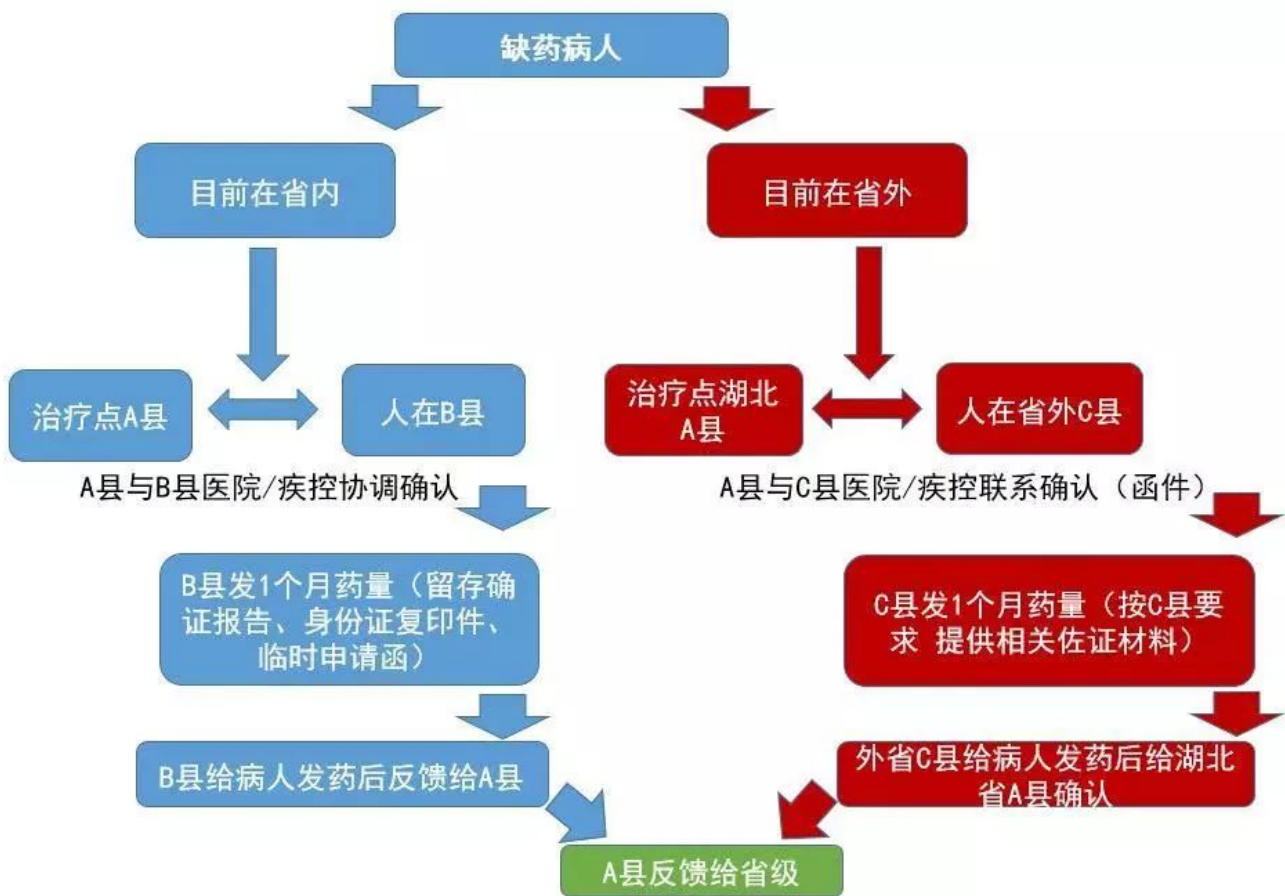 缺药病人
目前在省内
目前在省外
治疗点A县
人在B县
治疗点湖北
A县
人在省外C县
A县与B县医院/疾控协调确认
A县与C县医院/疾控联系确认（函件）
B县发1个月药量（留存确
证报告、身份证复印件、
临时申请函）
C县发1个月药量（按C县要
求 提供相关佐证材料）
B县给病人发药后反馈给A县
外省C县给病人发药后给湖北
省A县确认
A县反馈给省级